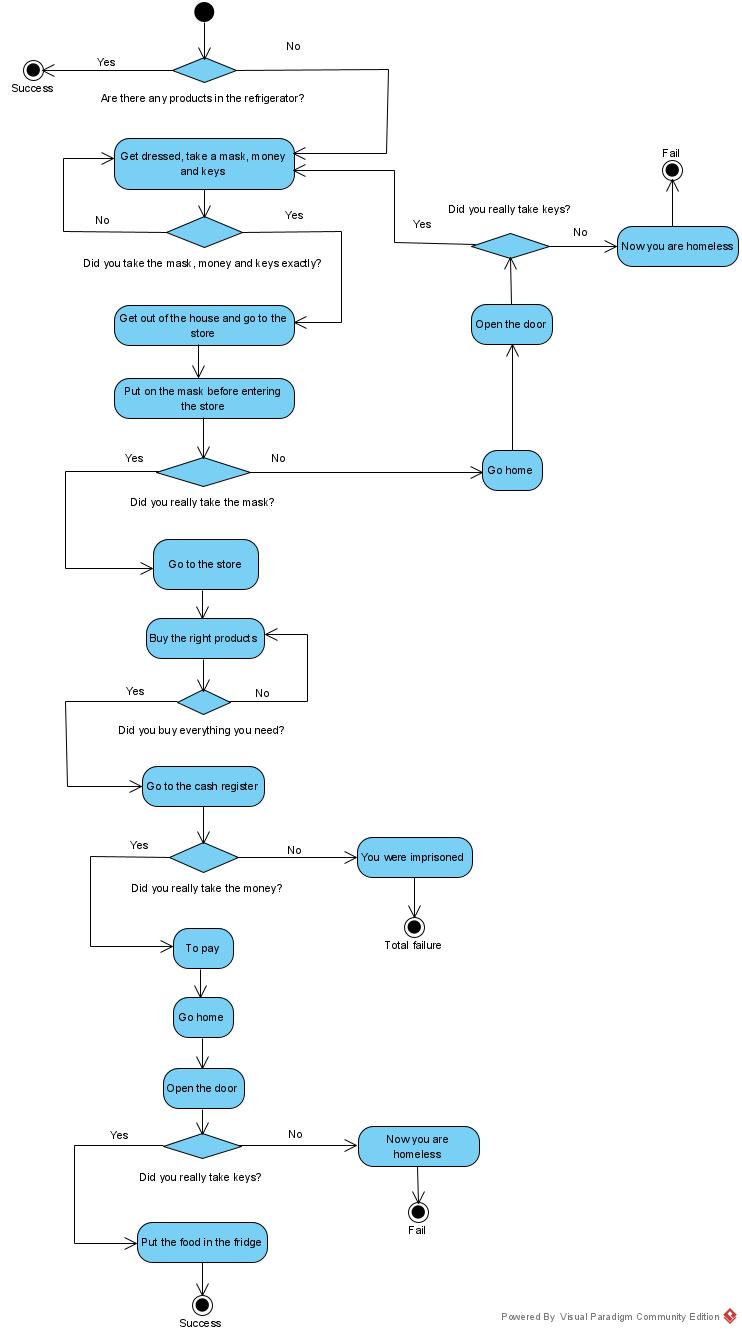 No
Yes
Success
Are there any products in the refrigerator?
Get dressed, take a mask, money
and keys
Fail
Did you really take keys?
No
Yes
Yes
No
Now you are homeless
Did you take the mask, money and keys exactly?
Get out of the house and go to the
store
Open the door
Put on the mask before entering
the store
Yes
No
Go home
Did you really take the mask?
Go to the store
Buy the right products
Yes
No
Did you buy everything you need?
Go to the cash register
Yes
No
You were imprisoned
Did you really take the money?
Total failure
To pay
Go home
Open the door
Yes
No
Now you are
homeless
Did you really take keys?
Fail
Put the food in the fridge
Success
Powered By Visual Paradigm Community Edition